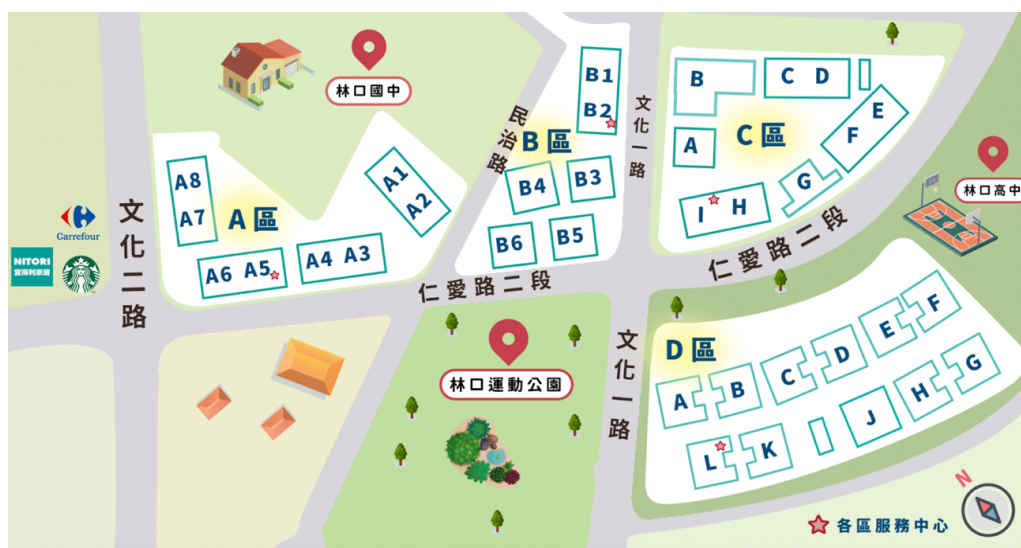 林口國中
民治路
B1
B2
文化一路
B區
B4
B3
B6
B5
B
C D
E
F
C區
A
G
I H
林口高中
A8
A7
A區
A1
A2
A6 A5
A4 A3
Carrefour
NITORI
宜得利家居
文化二路
仁愛路二段
仁愛路二段
林口運動公園
文化一路
D區
A
B
C
D
E
F
L
K
J
H
G
N
各區服務中心